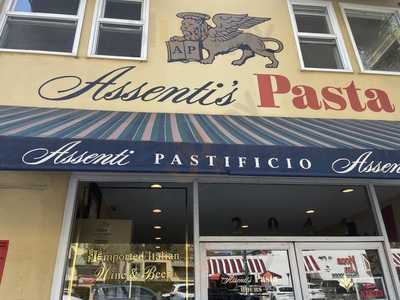 AP
Assenti's Pasta
Assenti PASTIFICIO Assen
Imported Italian
Wine & Beer
Assenti's Pasta